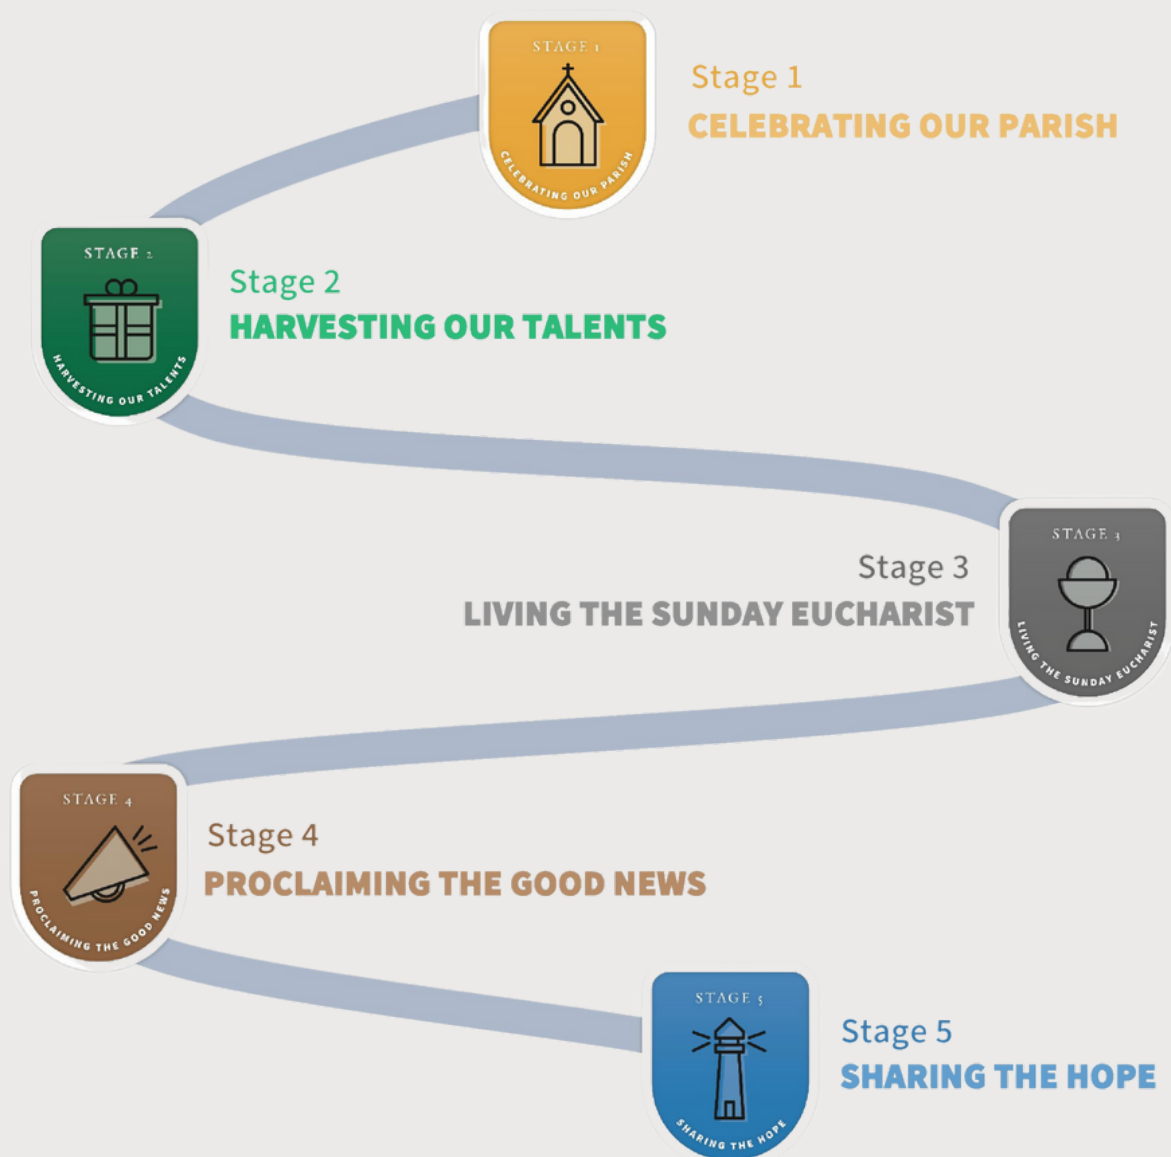 STAGE 1
CELEBRATING OUR PARISH
Stage 1
CELEBRATING OUR PARISH
STAGE 2
HARVESTING OUR TALENTS
Stage 2
HARVESTING OUR TALENTS
Stage 3
LIVING THE SUNDAY EUCHARIST
STAGE 3
LIVING THE SUNDAY EUCHARIST
STAGE 4
PROCLAIMING THE GOOD NEWS
Stage 4
PROCLAIMING THE GOOD NEWS
STAGE 5
SHARING THE HOPE
Stage 5
SHARING THE HOPE